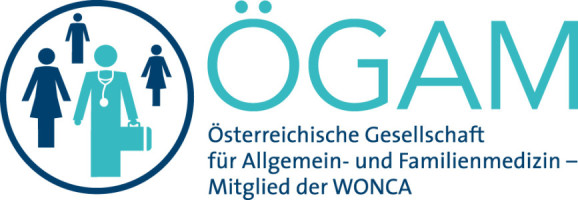 ÖGAM
Österreichische Gesellschaft
für Allgemein- und Familienmedizin –
Mitglied der WONCA